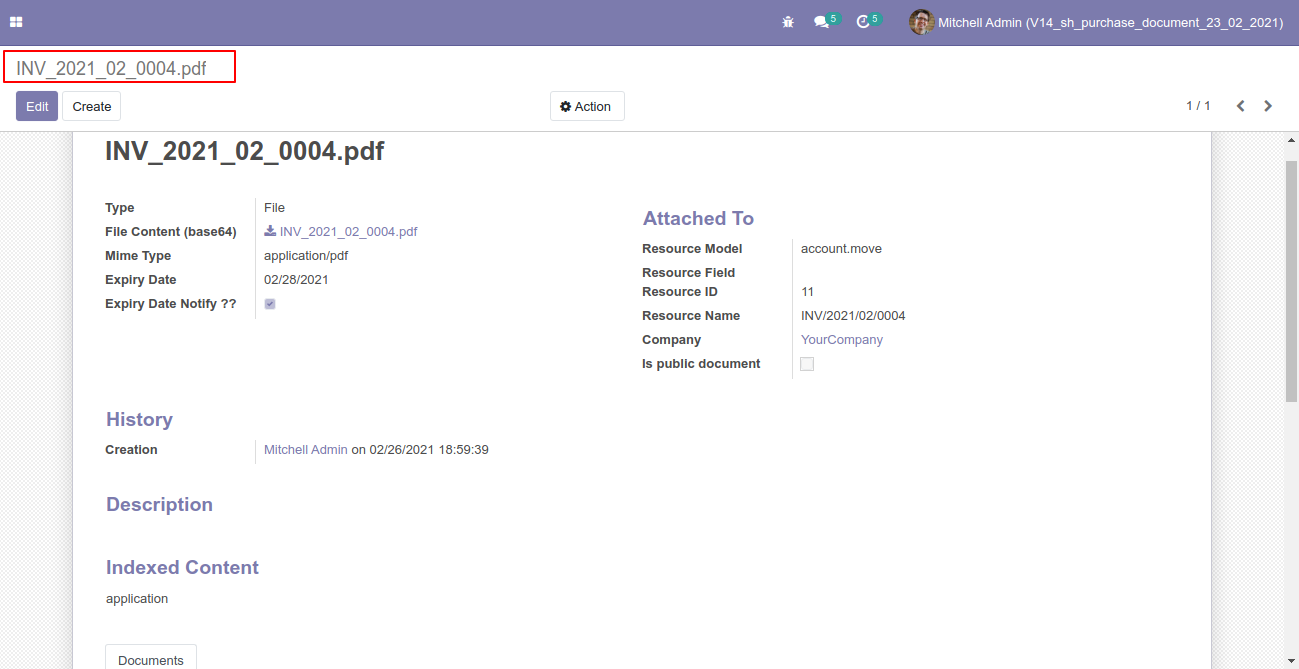 5 5 Mitchell Admin (V14_sh_purchase_document_23_02_2021)
INV_2021_02_0004.pdf
Edit Create Action 1 / 1
INV_2021_02_0004.pdf
Type File
File Content (base64) INV_2021_02_0004.pdf
Mime Type application/pdf
Expiry Date 02/28/2021
Expiry Date Notify ??
Attached To
Resource Model account.move
Resource Field
Resource ID 11
Resource Name INV/2021/02/0004
Company YourCompany
Is public document
History
Creation Mitchell Admin on 02/26/2021 18:59:39
Description
Indexed Content
application
Documents